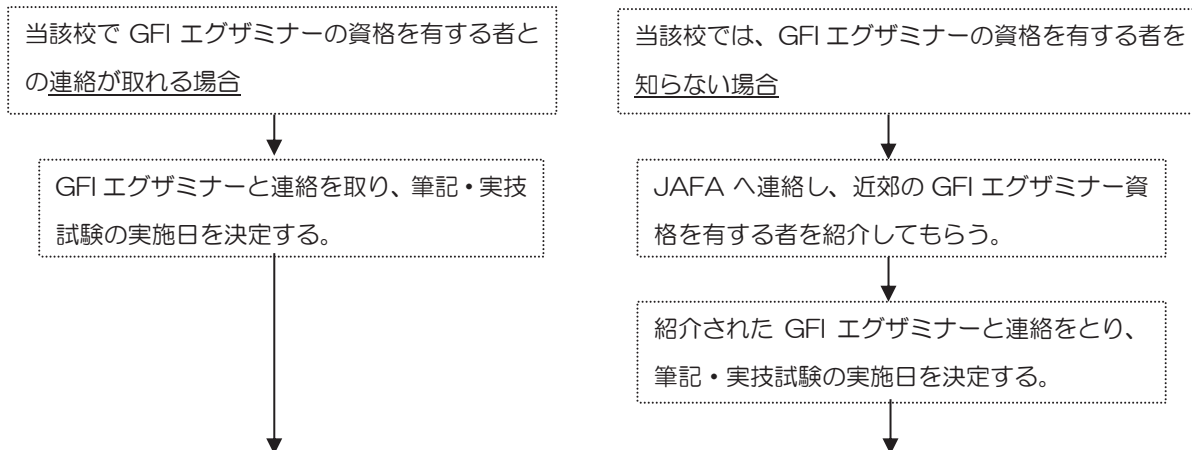 当該校で GFI エグザミナーの資格を有する者と
の連絡が取れる場合
GFI エグザミナーと連絡を取り、筆記・実技
試験の実施日を決定する。
当該校では、GFI エグザミナーの資格を有する者を
知らない場合
JAFA へ連絡し、近郊の GFI エグザミナー資
格を有する者を紹介してもらう。
紹介された GFI エグザミナーと連絡をとり、
筆記・実技試験の実施日を決定する。